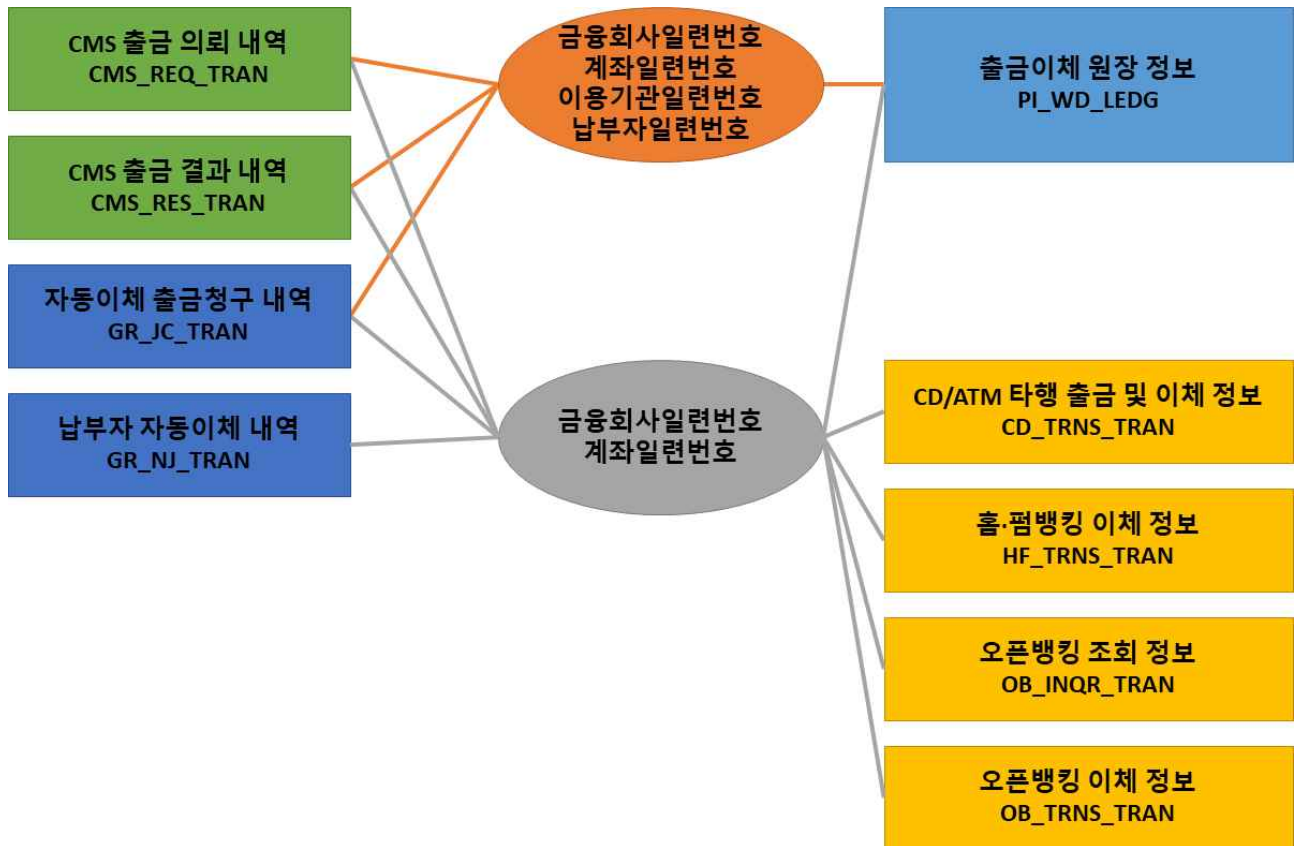 CMS 출금 의뢰 내역
CMS_REQ_TRAN
CMS 출금 결과 내역
CMS_RES_TRAN
자동이체 출금청구 내역
GR_JC_TRAN
납부자 자동이체 내역
GR_NJ_TRAN
금융회사일련번호
계좌일련번호
이용기관일련번호
납부자일련번호
금융회사일련번호
계좌일련번호
출금이체 원장 정보
PI_WD_LEDG
CD/ATM 타행 출금 및 이체 정보
CD_TRNS_TRAN
홈·펌뱅킹 이체 정보
HF_TRNS_TRAN
오픈뱅킹 조회 정보
OB_INQR_TRAN
오픈뱅킹 이체 정보
OB_TRNS_TRAN